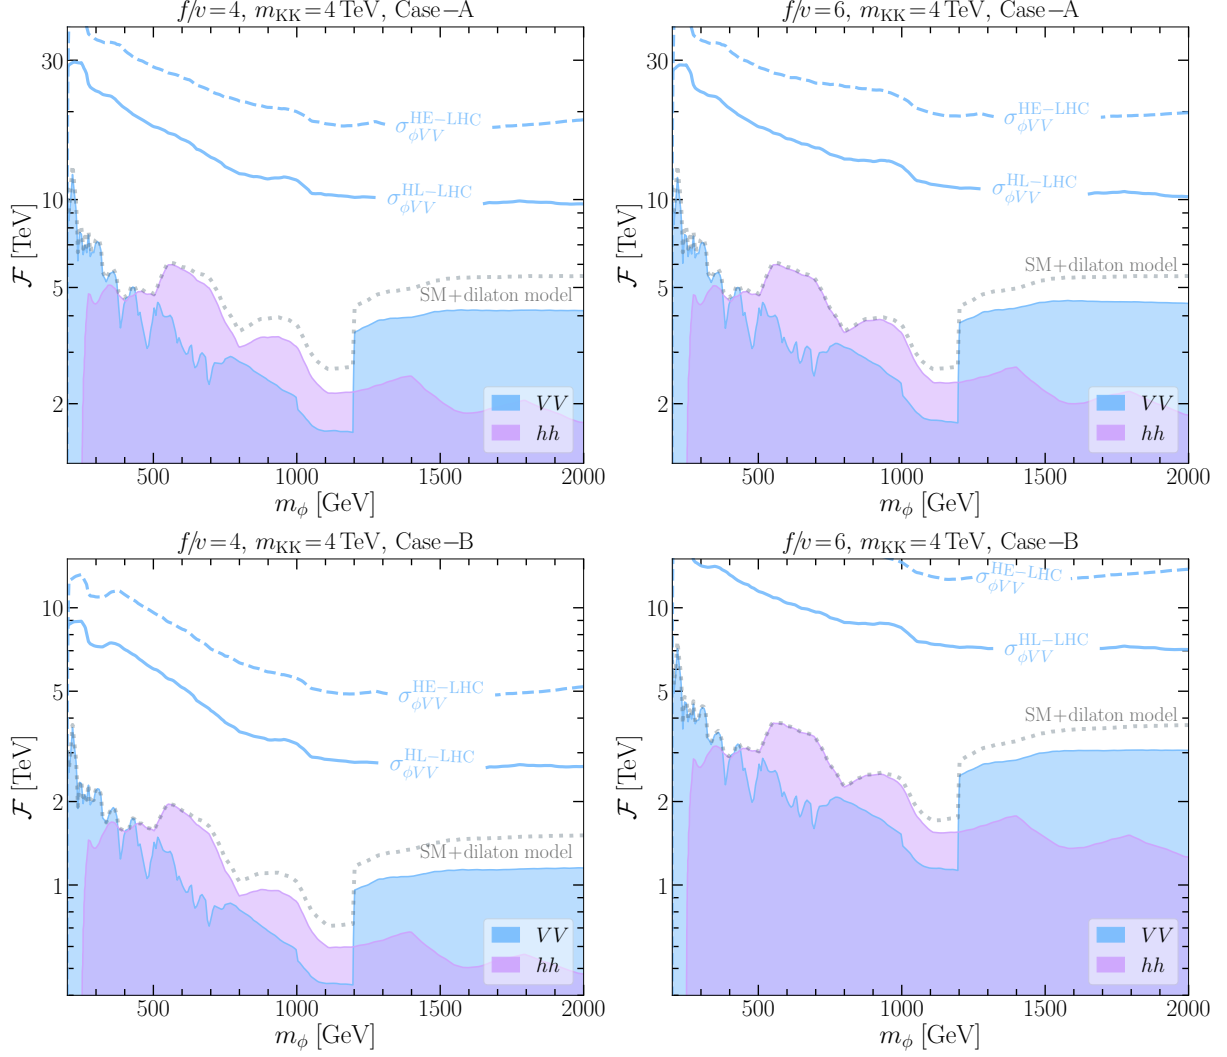 f/v=4, m_KK=4 TeV, Case−A
30
10
5
2
F [TeV]
σ_ϕVV^HE−LHC
σ_ϕVV^HL−LHC
SM+dilaton model
VV
hh
500 1000 1500 2000
m_ϕ [GeV]
f/v=6, m_KK=4 TeV, Case−A
30
10
5
2
F [TeV]
σ_ϕVV^HE−LHC
σ_ϕVV^HL−LHC
SM+dilaton model
VV
hh
500 1000 1500 2000
m_ϕ [GeV]
f/v=4, m_KK=4 TeV, Case−B
10
5
2
1
F [TeV]
σ_ϕVV^HE−LHC
σ_ϕVV^HL−LHC
SM+dilaton model
VV
hh
500 1000 1500 2000
m_ϕ [GeV]
f/v=6, m_KK=4 TeV, Case−B
10
5
2
1
F [TeV]
σ_ϕVV^HE−LHC
σ_ϕVV^HL−LHC
SM+dilaton model
VV
hh
500 1000 1500 2000
m_ϕ [GeV]